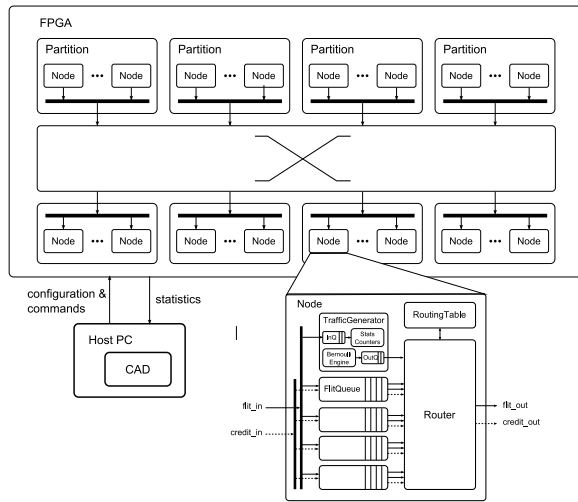 FPGA
Partition Partition Partition Partition
Node ••• Node Node ••• Node Node ••• Node Node ••• Node
Node ••• Node Node ••• Node Node ••• Node Node ••• Node
configuration &
commands
statistics
Host PC
CAD
Node
TrafficGenerator
InQ
Stats
Counters
Bernoulli
Engine
OutQ
RoutingTable
FlitQueue
Router
flit_in
credit_in
flit_out
credit_out